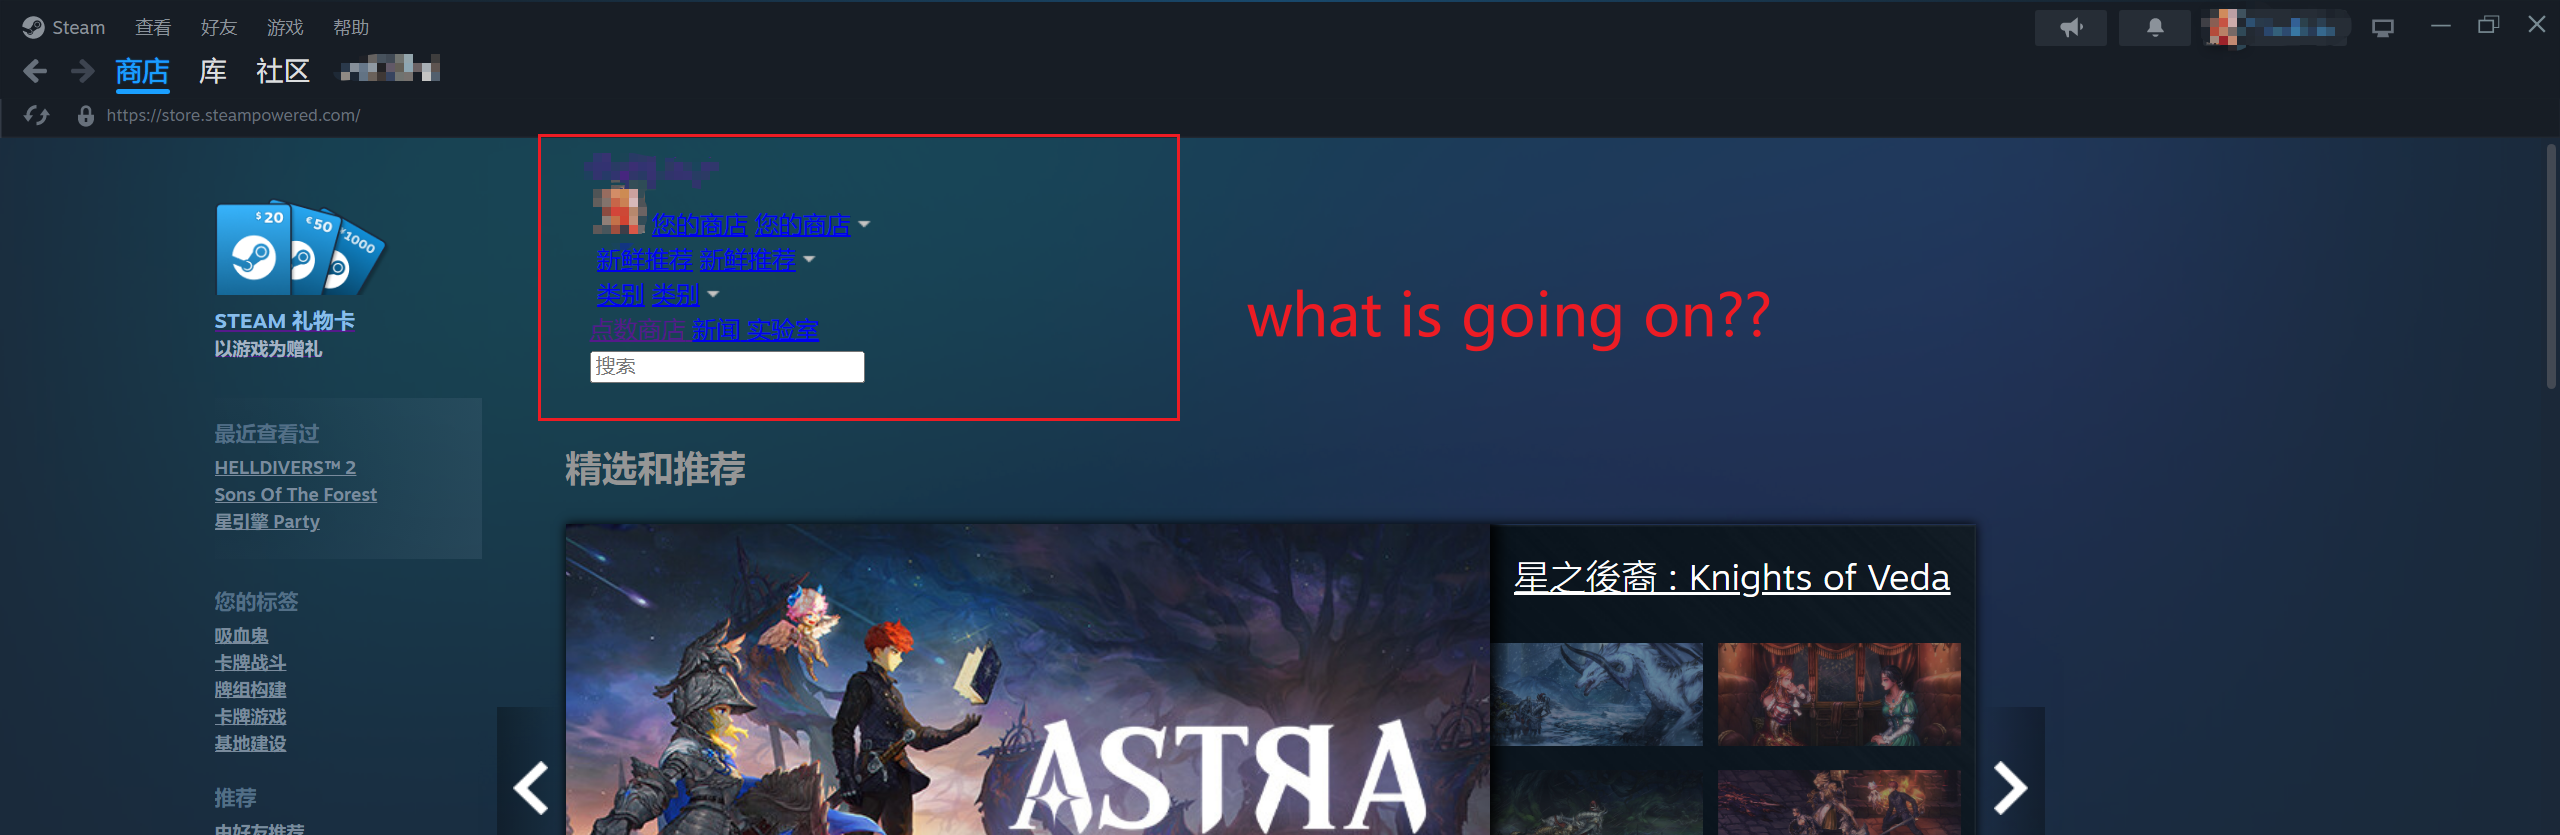 Steam 查看 好友 游戏 帮助
商店 库 社区
https://store.steampowered.com/
您的商店 您的商店
新鲜推荐 新鲜推荐
类别 类别
点数商店 新闻 实验室
搜索
what is going on??
$20 €50 ¥1000
STEAM 礼物卡
以游戏为赠礼
最近查看过
HELLDIVERS™ 2
Sons Of The Forest
星引擎 Party
您的标签
吸血鬼
卡牌战斗
牌组构建
卡牌游戏
基地建设
推荐
由好友推荐
精选和推荐
ASTRA
星之後裔 : Knights of Veda